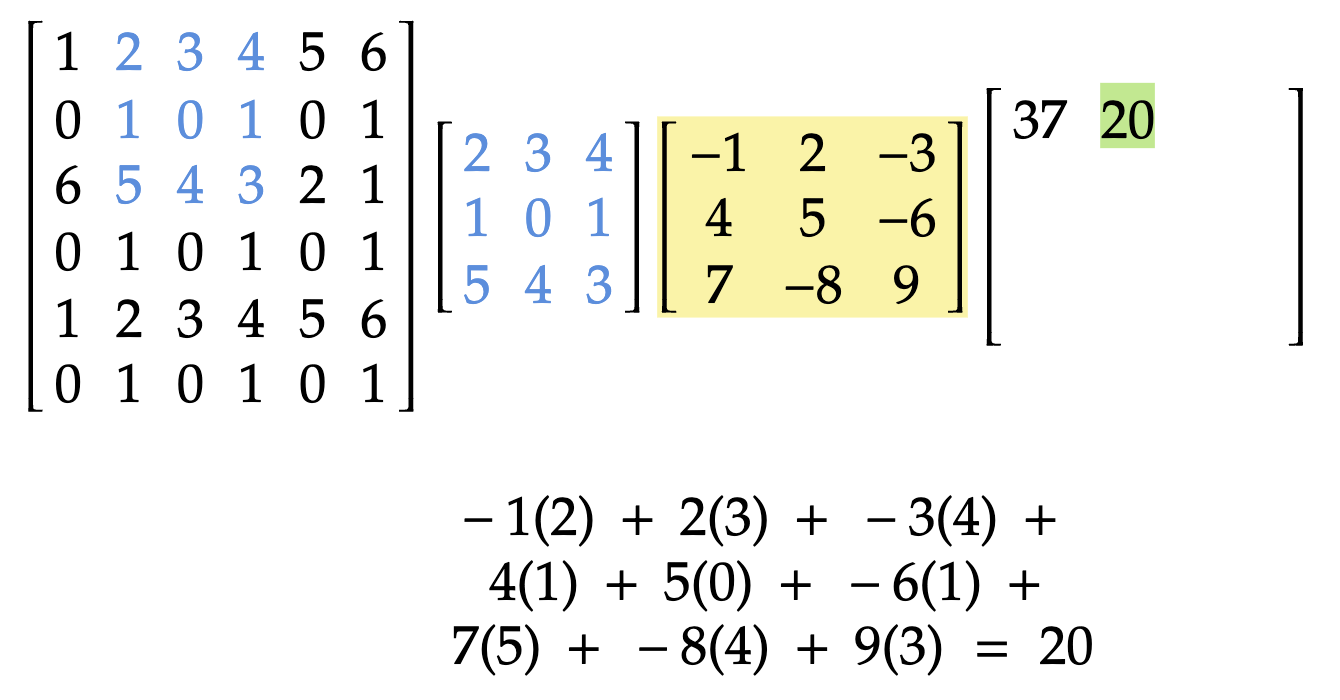 1 2 3 4 5 6
0 1 0 1 0 1
6 5 4 3 2 1
0 1 0 1 0 1
1 2 3 4 5 6
0 1 0 1 0 1
2 3 4
1 0 1
5 4 3
−1 2 −3
4 5 −6
7 −8 9
37 20
− 1(2) + 2(3) + − 3(4) +
4(1) + 5(0) + − 6(1) +
7(5) + − 8(4) + 9(3) = 20